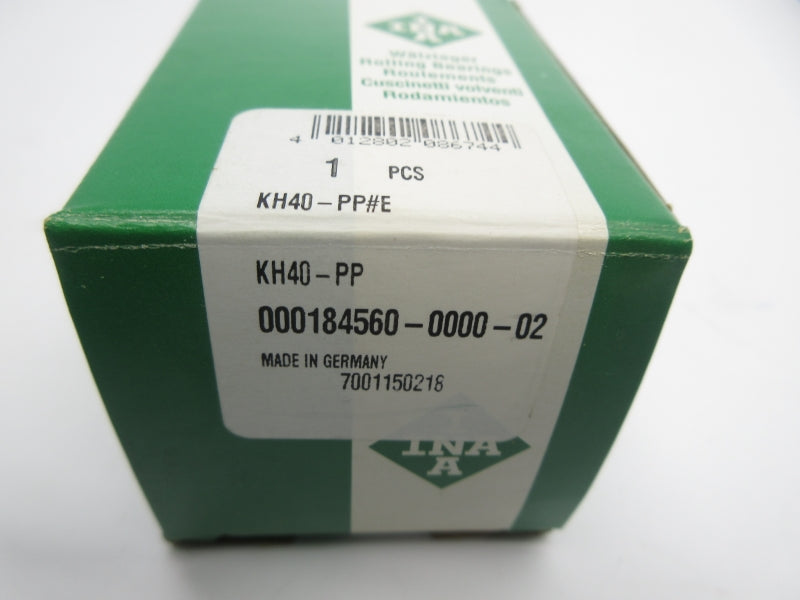 INA
Wälzlager
Rolling Bearings
Roulements
Cuscinetti volventi
Rodamientos
4 012802 086744
1 PCS
KH40-PP#E
KH40-PP
000184560-0000-02
MADE IN GERMANY
7001150218
INA